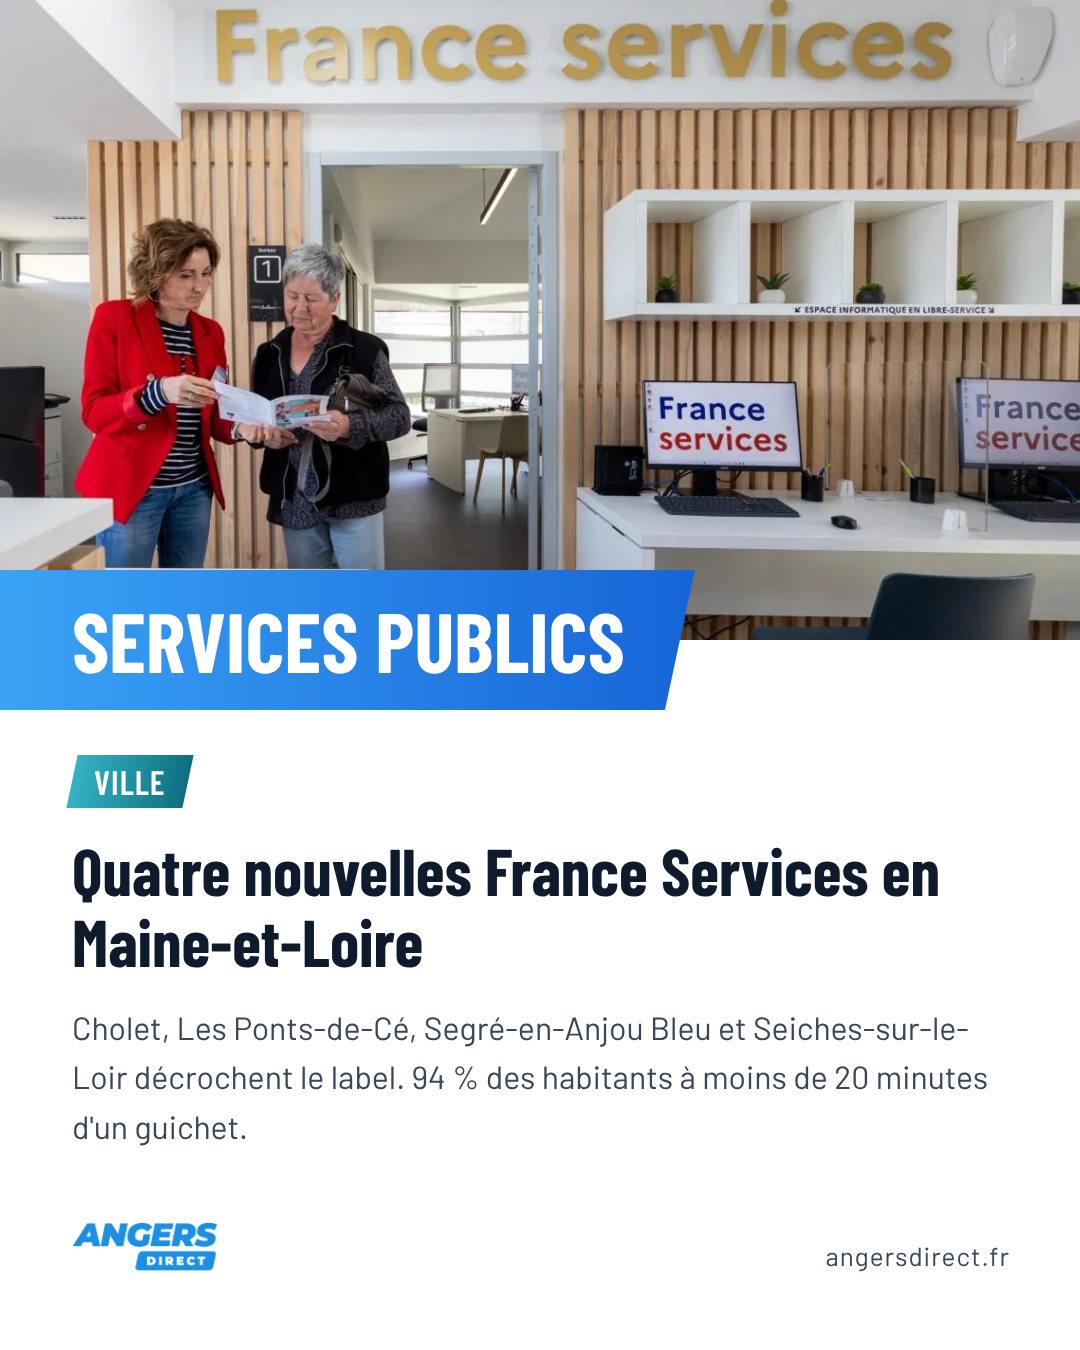 France services
bureau
1
↙ ESPACE INFORMATIQUE EN LIBRE-SERVICE ↘
France
services
France
service
SERVICES PUBLICS
VILLE
Quatre nouvelles France Services en
Maine-et-Loire
Cholet, Les Ponts-de-Cé, Segré-en-Anjou Bleu et Seiches-sur-le-
Loir décrochent le label. 94 % des habitants à moins de 20 minutes
d'un guichet.
ANGERS
DIRECT
angersdirect.fr